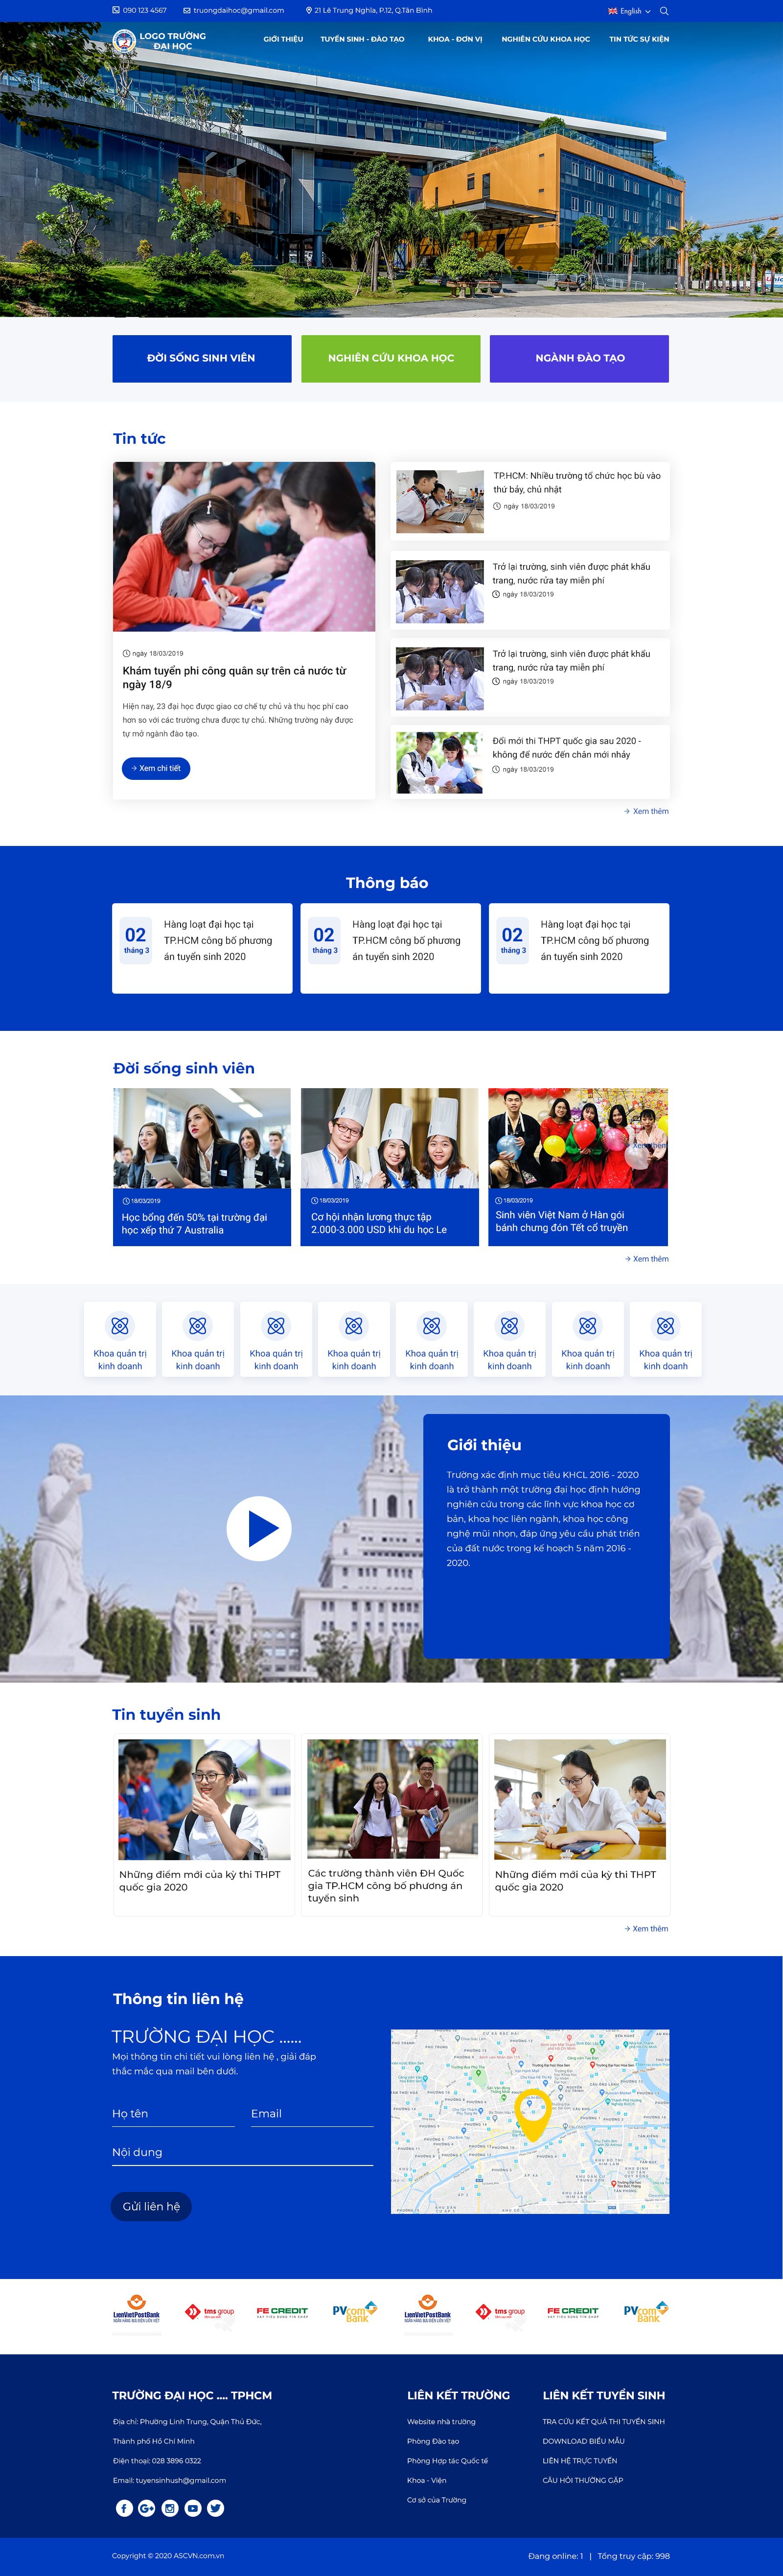 090 123 4567
truongdaihoc@gmail.com
21 Lê Trung Nghĩa, P.12, Q.Tân Bình
English
LOGO TRƯỜNG
ĐẠI HỌC
GIỚI THIỆU
TUYỂN SINH - ĐÀO TẠO
KHOA - ĐƠN VỊ
NGHIÊN CỨU KHOA HỌC
TIN TỨC SỰ KIỆN
ĐỜI SỐNG SINH VIÊN
NGHIÊN CỨU KHOA HỌC
NGÀNH ĐÀO TẠO
Tin tức
ngày 18/03/2019
Khám tuyển phi công quân sự trên cả nước từ
ngày 18/9
Hiện nay, 23 đại học được giao cơ chế tự chủ và thu học phí cao
hơn so với các trường chưa được tự chủ. Những trường này được
tự mở ngành đào tạo.
Xem chi tiết
TP.HCM: Nhiều trường tổ chức học bù vào
thứ bảy, chủ nhật
ngày 18/03/2019
Trở lại trường, sinh viên được phát khẩu
trang, nước rửa tay miễn phí
ngày 18/03/2019
Trở lại trường, sinh viên được phát khẩu
trang, nước rửa tay miễn phí
ngày 18/03/2019
Đổi mới thi THPT quốc gia sau 2020 -
không để nước đến chân mới nhảy
ngày 18/03/2019
Xem thêm
Thông báo
02
tháng 3
Hàng loạt đại học tại
TP.HCM công bố phương
án tuyển sinh 2020
02
tháng 3
Hàng loạt đại học tại
TP.HCM công bố phương
án tuyển sinh 2020
02
tháng 3
Hàng loạt đại học tại
TP.HCM công bố phương
án tuyển sinh 2020
Đời sống sinh viên
18/03/2019
Học bổng đến 50% tại trường đại
học xếp thứ 7 Australia
18/03/2019
Cơ hội nhận lương thực tập
2.000-3.000 USD khi du học Le
Xem thêm
18/03/2019
Sinh viên Việt Nam ở Hàn gói
bánh chưng đón Tết cổ truyền
Xem thêm
Khoa quản trị
kinh doanh
Khoa quản trị
kinh doanh
Khoa quản trị
kinh doanh
Khoa quản trị
kinh doanh
Khoa quản trị
kinh doanh
Khoa quản trị
kinh doanh
Khoa quản trị
kinh doanh
Khoa quản trị
kinh doanh
Giới thiệu
Trường xác định mục tiêu KHCL 2016 - 2020
là trở thành một trường đại học định hướng
nghiên cứu trong các lĩnh vực khoa học cơ
bản, khoa học liên ngành, khoa học công
nghệ mũi nhọn, đáp ứng yêu cầu phát triển
của đất nước trong kế hoạch 5 năm 2016 -
2020.
Tin tuyển sinh
Những điểm mới của kỳ thi THPT
quốc gia 2020
Các trường thành viên ĐH Quốc
gia TP.HCM công bố phương án
tuyển sinh
Những điểm mới của kỳ thi THPT
quốc gia 2020
Xem thêm
Thông tin liên hệ
TRƯỜNG ĐẠI HỌC ......
Mọi thông tin chi tiết vui lòng liên hệ , giải đáp
thắc mắc qua mail bên dưới.
Họ tên
Email
Nội dung
Gửi liên hệ
LienVietPostBank
tms group
FE CREDIT
PVcomBank
LienVietPostBank
tms group
FE CREDIT
PVcomBank
TRƯỜNG ĐẠI HỌC .... TPHCM
Địa chỉ: Phường Linh Trung, Quận Thủ Đức,
Thành phố Hồ Chí Minh
Điện thoại: 028 3896 0322
Email: tuyensinhush@gmail.com
LIÊN KẾT TRƯỜNG
Website nhà trường
Phòng Đào tạo
Phòng Hợp tác Quốc tế
Khoa - Viện
Cơ sở của Trường
LIÊN KẾT TUYỂN SINH
TRA CỨU KẾT QUẢ THI TUYỂN SINH
DOWNLOAD BIỂU MẪU
LIÊN HỆ TRỰC TUYẾN
CÂU HỎI THƯỜNG GẶP
Copyright © 2020 ASCVN.com.vn
Đang online: 1 | Tổng truy cập: 998